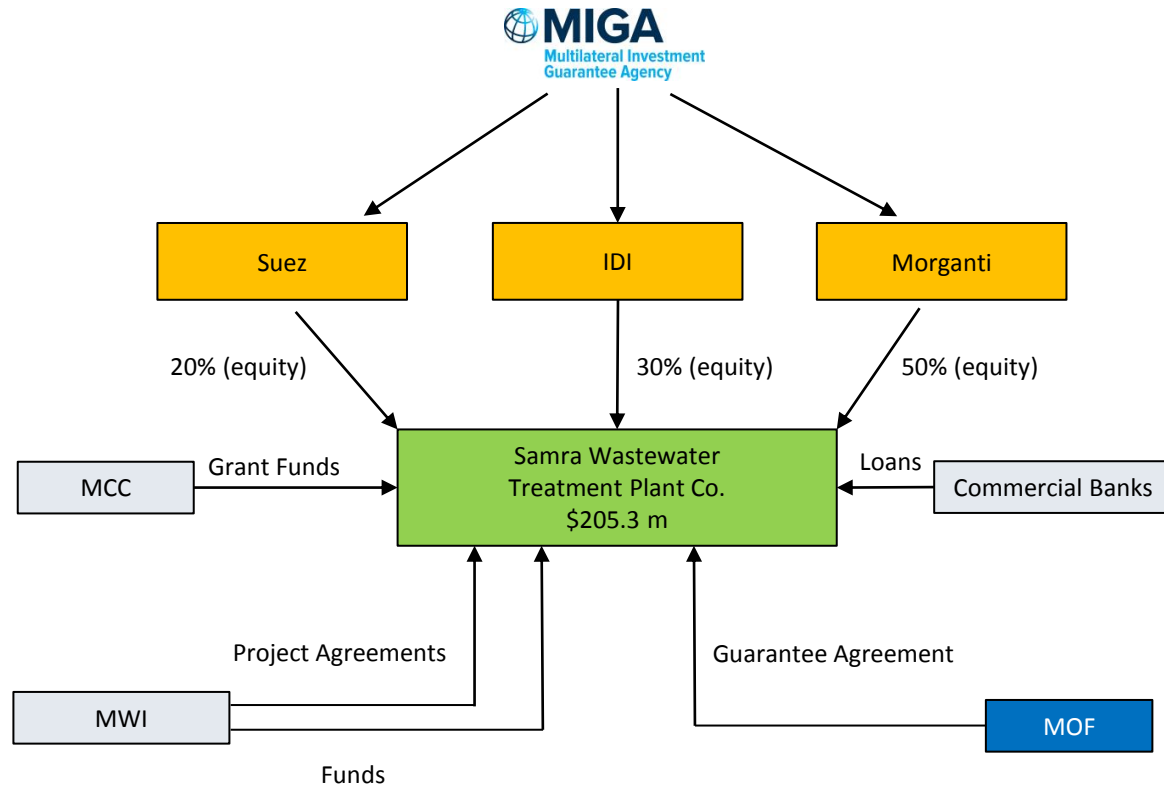 MIGA
Multilateral Investment
Guarantee Agency
Suez
IDI
Morganti
20% (equity)
30% (equity)
50% (equity)
MCC
Grant Funds
Samra Wastewater
Treatment Plant Co.
$205.3 m
Loans
Commercial Banks
Project Agreements
Guarantee Agreement
MWI
MOF
Funds